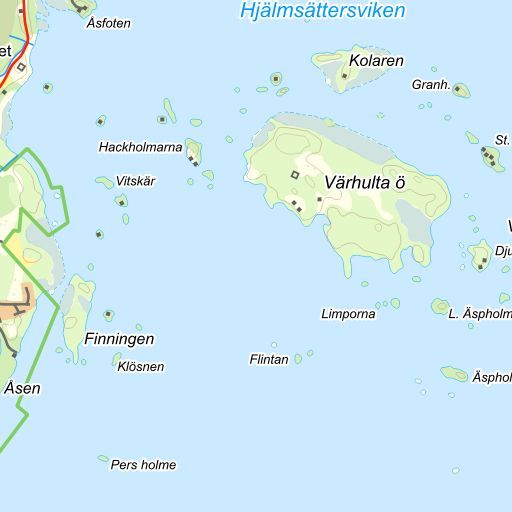 Hjälmsättersviken
Åsfoten
et
Kolaren
Granh.
St.
Hackholmarna
Vitskär
Värhulta ö
V
Dju
Limporna
L. Äspholm
Finningen
Klösnen
Flintan
Åsen
Äsphol
Pers holme